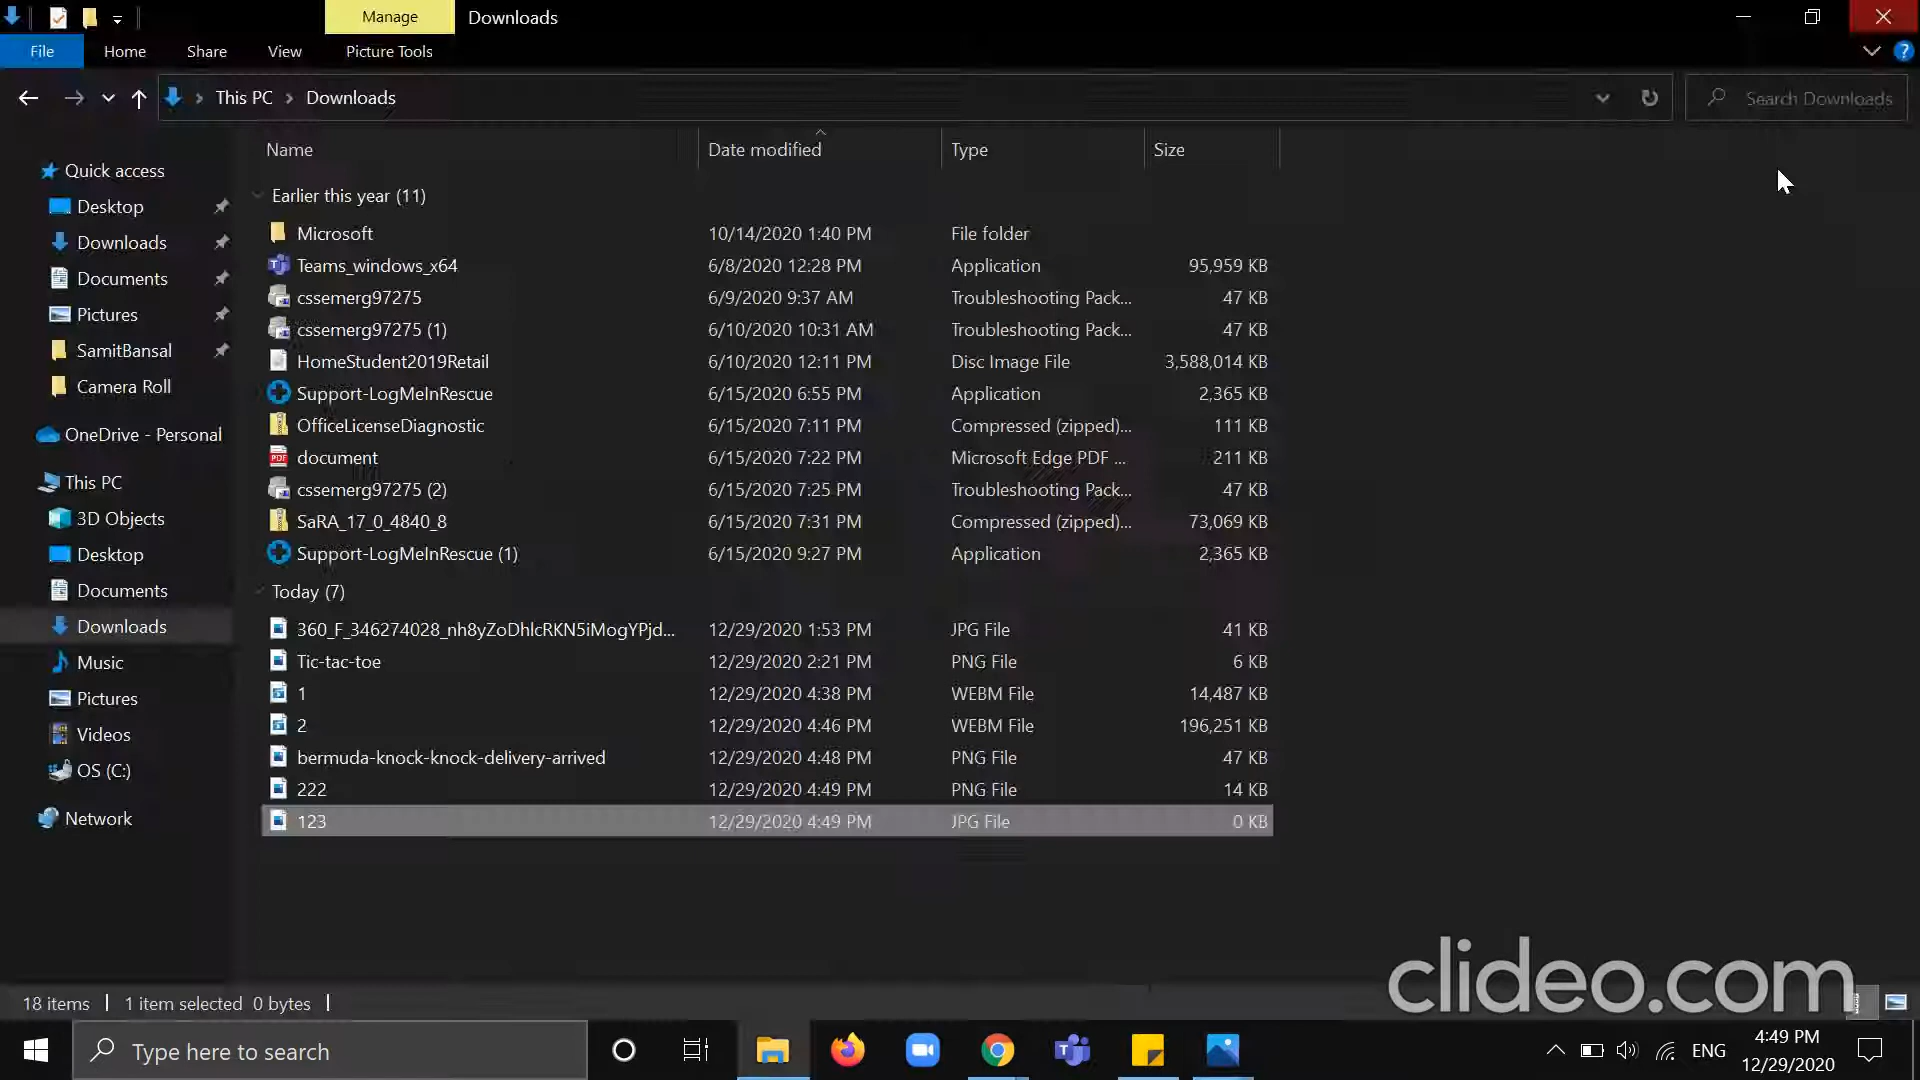 Manage Downloads
File Home Share View Picture Tools
This PC Downloads Search Downloads
Name Date modified Type Size
Quick access
Desktop
Downloads
Documents
Pictures
SamitBansal
Camera Roll
OneDrive - Personal
This PC
3D Objects
Desktop
Documents
Downloads
Music
Pictures
Videos
OS (C:)
Network
Earlier this year (11)
Microsoft 10/14/2020 1:40 PM File folder
Teams_windows_x64 6/8/2020 12:28 PM Application 95,959 KB
cssemerg97275 6/9/2020 9:37 AM Troubleshooting Pack... 47 KB
cssemerg97275 (1) 6/10/2020 10:31 AM Troubleshooting Pack... 47 KB
HomeStudent2019Retail 6/10/2020 12:11 PM Disc Image File 3,588,014 KB
Support-LogMeInRescue 6/15/2020 6:55 PM Application 2,365 KB
OfficeLicenseDiagnostic 6/15/2020 7:11 PM Compressed (zipped)... 111 KB
document 6/15/2020 7:22 PM Microsoft Edge PDF ... 211 KB
cssemerg97275 (2) 6/15/2020 7:25 PM Troubleshooting Pack... 47 KB
SaRA_17_0_4840_8 6/15/2020 7:31 PM Compressed (zipped)... 73,069 KB
Support-LogMeInRescue (1) 6/15/2020 9:27 PM Application 2,365 KB
Today (7)
360_F_346274028_nh8yZoDhlcRKN5iMogYPjd... 12/29/2020 1:53 PM JPG File 41 KB
Tic-tac-toe 12/29/2020 2:21 PM PNG File 6 KB
1 12/29/2020 4:38 PM WEBM File 14,487 KB
2 12/29/2020 4:46 PM WEBM File 196,251 KB
bermuda-knock-knock-delivery-arrived 12/29/2020 4:48 PM PNG File 47 KB
222 12/29/2020 4:49 PM PNG File 14 KB
123 12/29/2020 4:49 PM JPG File 0 KB
clideo.com
18 items 1 item selected 0 bytes
Type here to search ENG 4:49 PM
12/29/2020